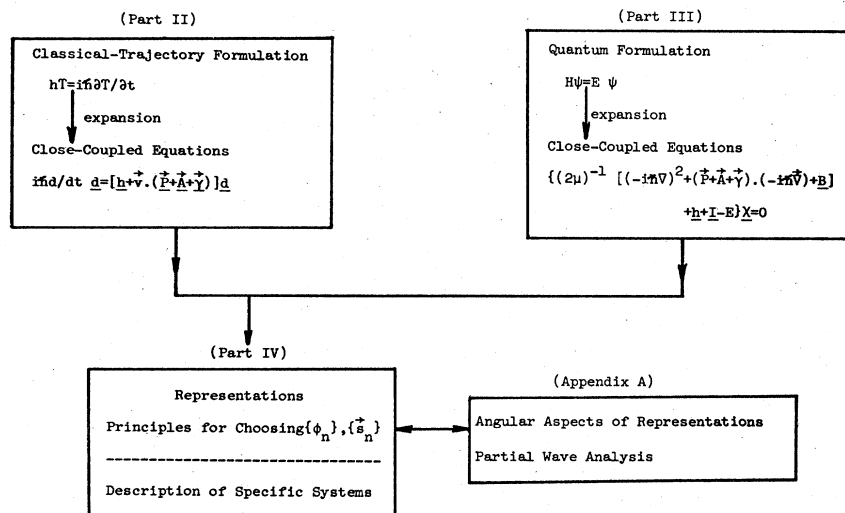 (Part II)
Classical-Trajectory Formulation
hT=iℏ∂T/∂t
expansion
Close-Coupled Equations
iℏd/dt d=[h+v⃗.(P⃗+A⃗+γ⃗)]d
(Part III)
Quantum Formulation
Hψ=E ψ
expansion
Close-Coupled Equations
{(2μ)⁻¹ [(-iℏ∇)²+(P⃗+A⃗+γ⃗).(-iℏ∇⃗)+B]
+h+I-E}X=0
(Part IV)
Representations
Principles for Choosing{ϕₙ},{s⃗ₙ}
Description of Specific Systems
(Appendix A)
Angular Aspects of Representations
Partial Wave Analysis